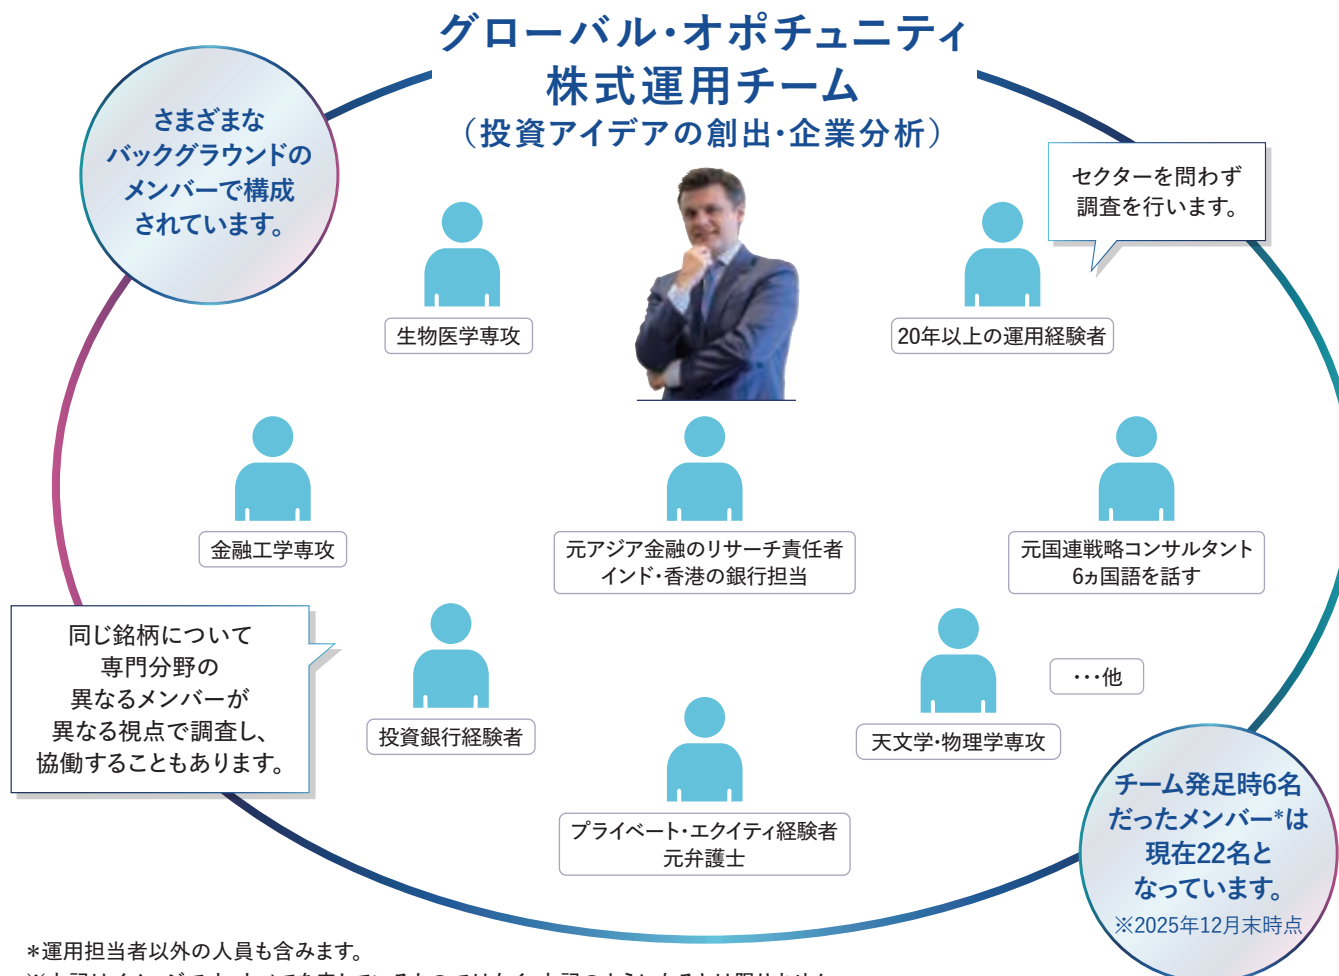 グローバル・オポチュニティ
株式運用チーム
（投資アイデアの創出・企業分析）
さまざまな
バックグラウンドの
メンバーで構成
されています。
セクターを問わず
調査を行います。
生物医学専攻
20年以上の運用経験者
金融工学専攻
元アジア金融のリサーチ責任者
インド・香港の銀行担当
元国連戦略コンサルタント
6ヵ国語を話す
同じ銘柄について
専門分野の
異なるメンバーが
異なる視点で調査し、
協働することもあります。
投資銀行経験者
天文学・物理学専攻
…他
プライベート・エクイティ経験者
元弁護士
チーム発足時6名
だったメンバー*は
現在22名と
なっています。
※2025年12月末時点
*運用担当者以外の人員も含みます。